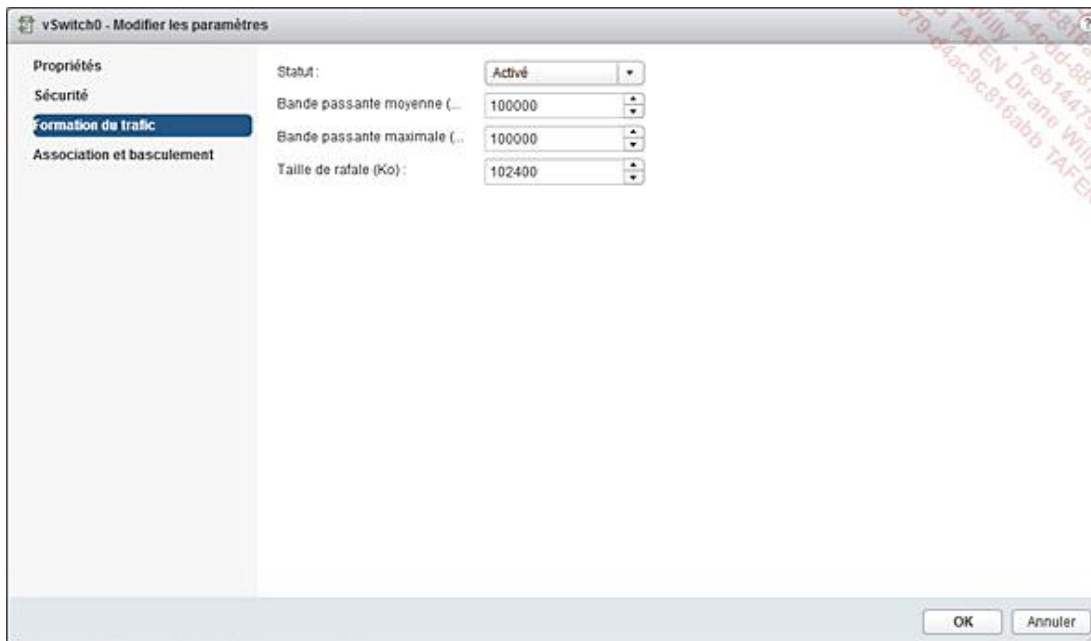 vSwitch0 - Modifier les paramètres
?
Propriétés
Sécurité
Formation du trafic
Association et basculement
Statut :
Activé
Bande passante moyenne (...
100000
Bande passante maximale (...
100000
Taille de rafale (Ko) :
102400
OK
Annuler